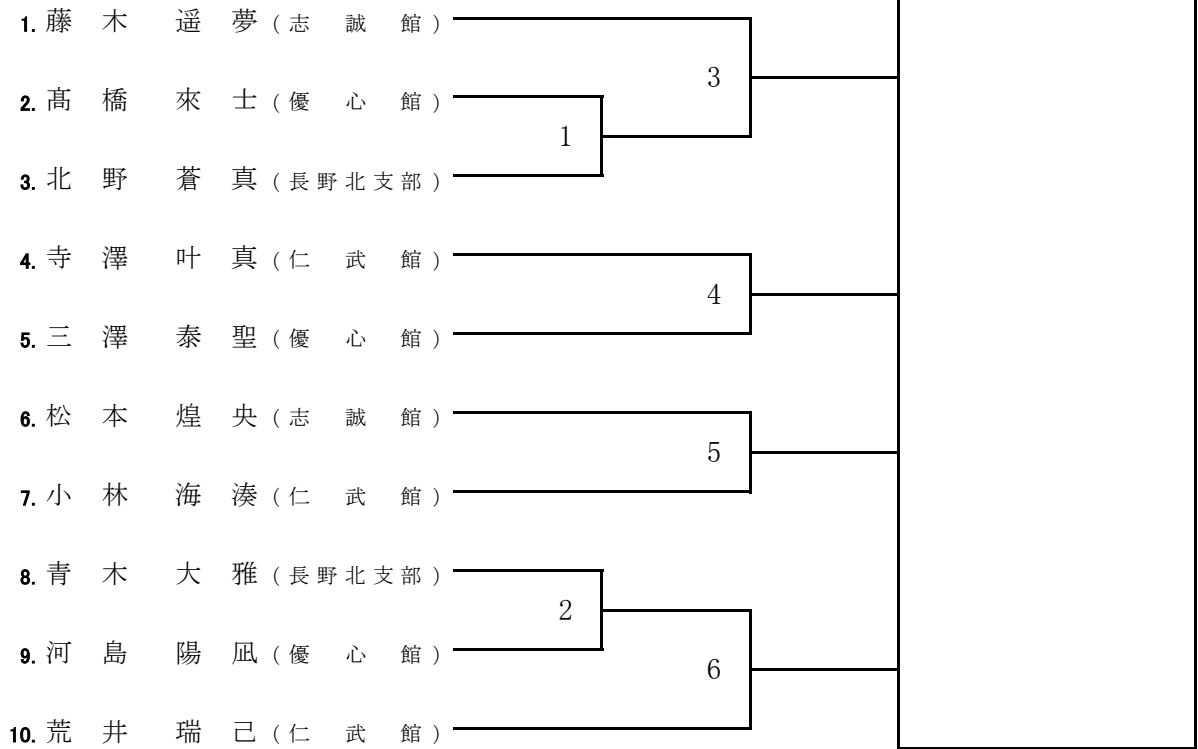 1. 藤木 遥夢 (志誠館)
3
2. 髙橋 來士 (優心館)
1
3. 北野 蒼真 (長野北支部)
4. 寺澤 叶真 (仁武館)
4
5. 三澤 泰聖 (優心館)
6. 松本 煌央 (志誠館)
5
7. 小林 海湊 (仁武館)
8. 青木 大雅 (長野北支部)
2
9. 河島 陽凪 (優心館)
6
10. 荒井 瑞己 (仁武館)